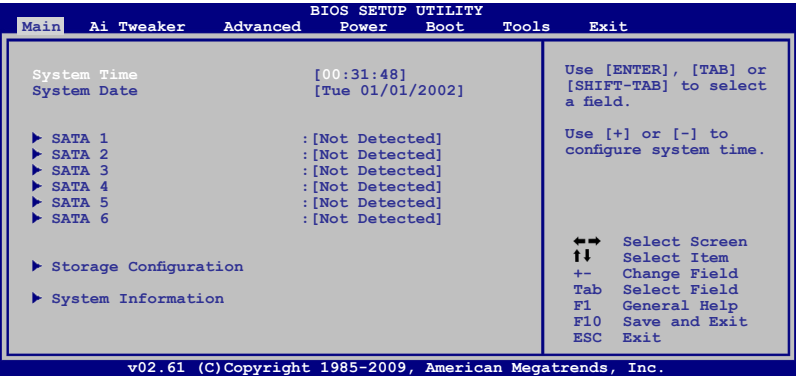 BIOS SETUP UTILITY
Main Ai Tweaker Advanced Power Boot Tools Exit
System Time [00:31:48]
System Date [Tue 01/01/2002]
SATA 1 :[Not Detected]
SATA 2 :[Not Detected]
SATA 3 :[Not Detected]
SATA 4 :[Not Detected]
SATA 5 :[Not Detected]
SATA 6 :[Not Detected]
Storage Configuration
System Information
Use [ENTER], [TAB] or
[SHIFT-TAB] to select
a field.
Use [+] or [-] to
configure system time.
←→ Select Screen
↑↓ Select Item
+- Change Field
Tab Select Field
F1 General Help
F10 Save and Exit
ESC Exit
v02.61 (C)Copyright 1985-2009, American Megatrends, Inc.